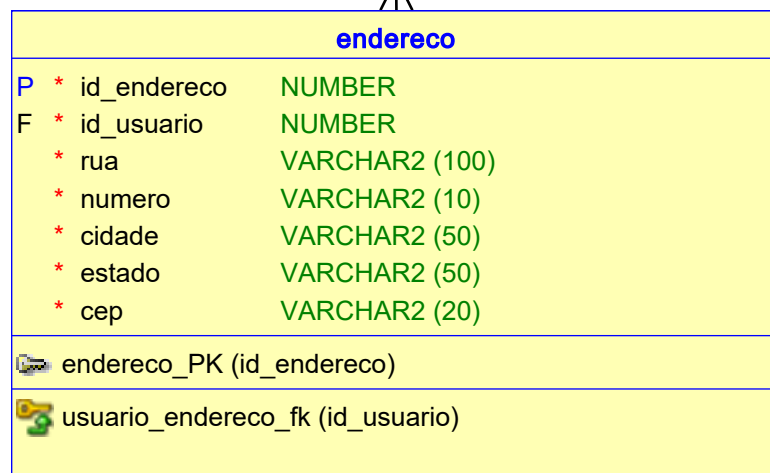 endereco
P * id_endereco NUMBER
F * id_usuario NUMBER
* rua VARCHAR2 (100)
* numero VARCHAR2 (10)
* cidade VARCHAR2 (50)
* estado VARCHAR2 (50)
* cep VARCHAR2 (20)
endereco_PK (id_endereco)
usuario_endereco_fk (id_usuario)